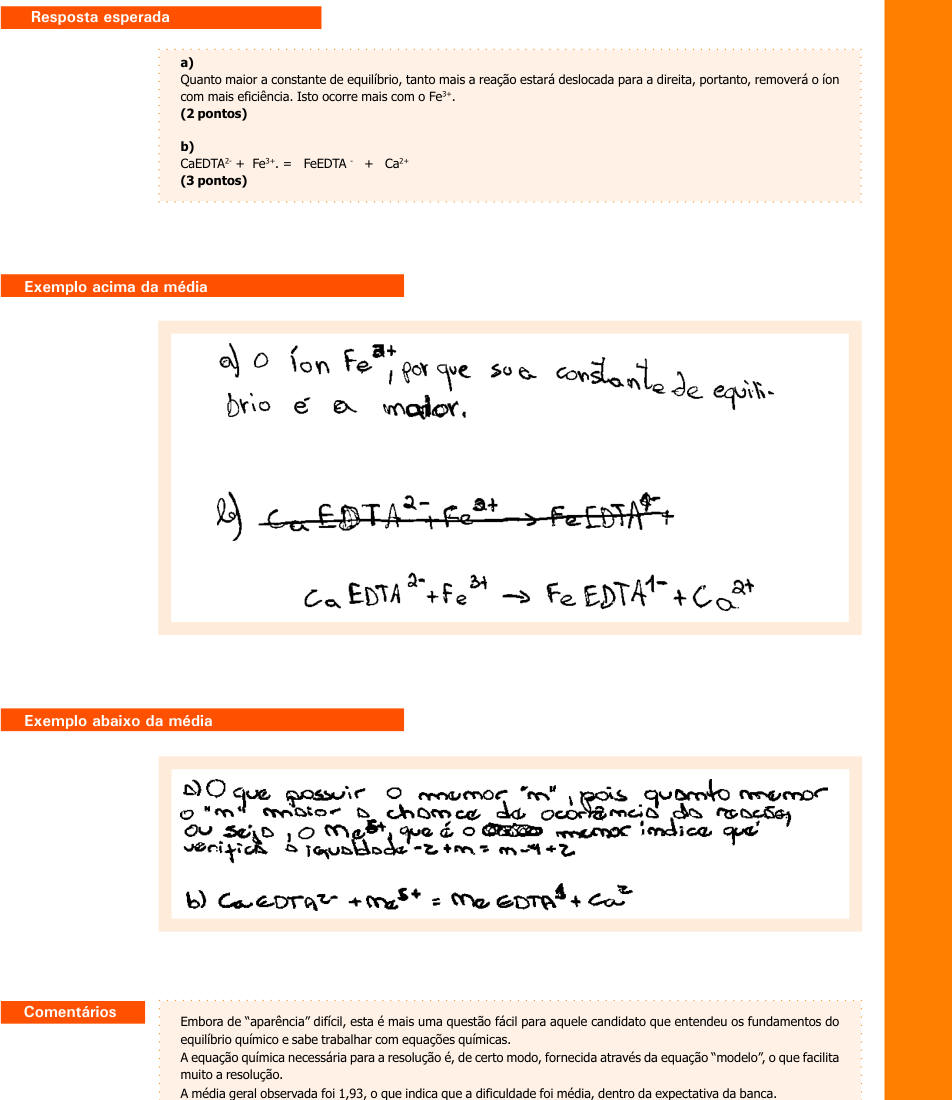 Resposta esperada
a)
Quanto maior a constante de equilíbrio, tanto mais a reação estará deslocada para a direita, portanto, removerá o íon
com mais eficiência. Isto ocorre mais com o Fe³⁺.
(2 pontos)
b)
CaEDTA²⁻ + Fe³⁺. = FeEDTA ⁻ + Ca²⁺
(3 pontos)
Exemplo acima da média
a) O íon Fe³⁺, por que sua constante de equilí-
brio é a maior.
b) CaEDTA²⁻ + Fe³⁺ → FeEDTA⁴⁻ +
CaEDTA²⁻ + Fe³⁺ → FeEDTA¹⁻ + Ca²⁺
Exemplo abaixo da média
a) O que possuir o menor "m", pois quanto menor
o "m" maior a chance da ocorrência da reação,
ou seja, o Me⁵⁺, que é o menor indica que
verifica a igualdade -2 + m = m-4+2
b) CaEDTA²⁻ + Me⁵⁺ = MeEDTA¹ + Ca²
Comentários
Embora de “aparência” difícil, esta é mais uma questão fácil para aquele candidato que entendeu os fundamentos do
equilíbrio químico e sabe trabalhar com equações químicas.
A equação química necessária para a resolução é, de certo modo, fornecida através da equação “modelo”, o que facilita
muito a resolução.
A média geral observada foi 1,93, o que indica que a dificuldade foi média, dentro da expectativa da banca.